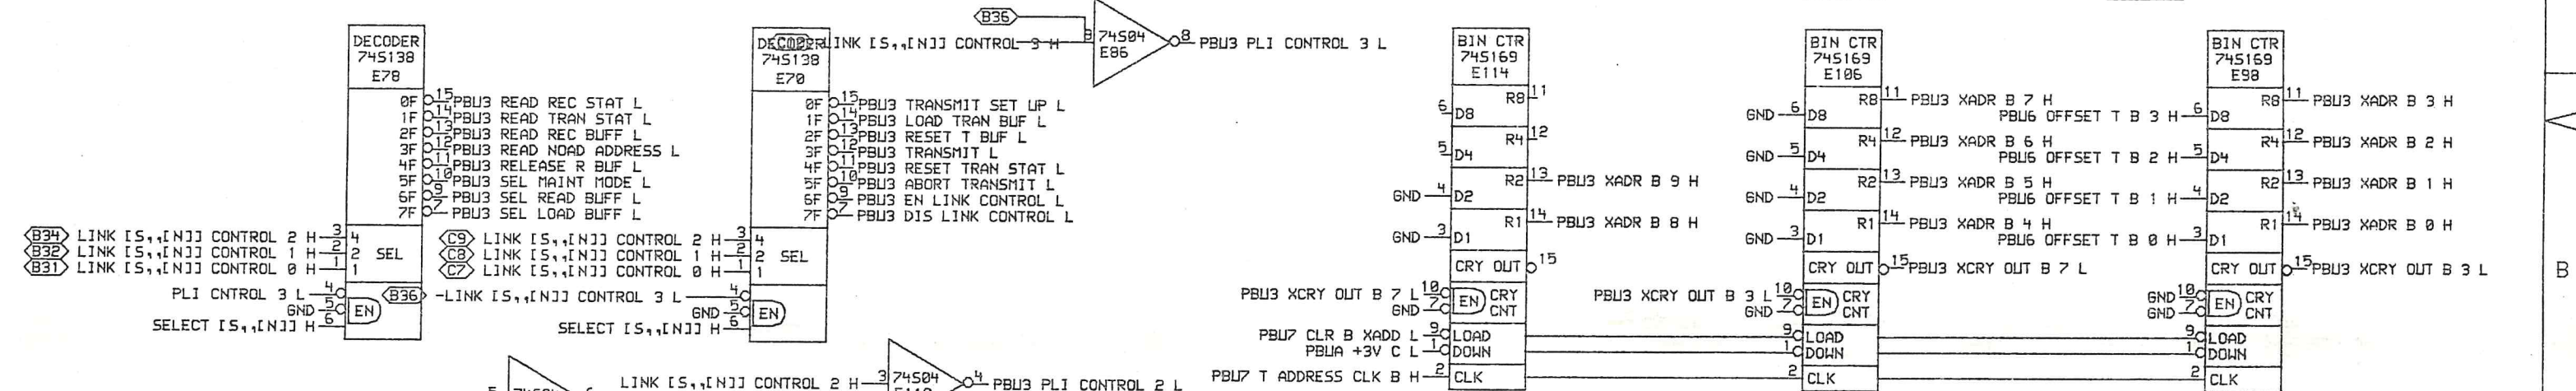 B36
LINK [S,,[N]] CONTROL 3 H 74S04 E86 8 PBU3 PLI CONTROL 3 L
DECODER
74S138
E78
0F 15 PBU3 READ REC STAT L
1F 14 PBU3 READ TRAN STAT L
2F 13 PBU3 READ REC BUFF L
3F 12 PBU3 READ NOAD ADDRESS L
4F 11 PBU3 RELEASE R BUF L
5F 10 PBU3 SEL MAINT MODE L
6F 9 PBU3 SEL READ BUFF L
7F 7 PBU3 SEL LOAD BUFF L
B34 LINK [S,,[N]] CONTROL 2 H 3 4
B32 LINK [S,,[N]] CONTROL 1 H 2 2 SEL
B31 LINK [S,,[N]] CONTROL 0 H 1 1
PLI CNTROL 3 L 4
GND 5 EN
SELECT [S,,[N]] H 6
74S138
E70
0F 15 PBU3 TRANSMIT SET UP L
1F 14 PBU3 LOAD TRAN BUF L
2F 13 PBU3 RESET T BUF L
3F 12 PBU3 TRANSMIT L
4F 11 PBU3 RESET TRAN STAT L
5F 10 PBU3 ABORT TRANSMIT L
6F 9 PBU3 EN LINK CONTROL L
7F 7 PBU3 DIS LINK CONTROL L
C9 LINK [S,,[N]] CONTROL 2 H 3 4
C8 LINK [S,,[N]] CONTROL 1 H 2 2 SEL
C7 LINK [S,,[N]] CONTROL 0 H 1 1
B36 -LINK [S,,[N]] CONTROL 3 L 4
GND 5 EN
SELECT [S,,[N]] H 6
LINK [S,,[N]] CONTROL 2 H 3 74S04 4 PBU3 PLI CONTROL 2 L
BIN CTR
74S169
E114
R8 11
6 D8
R4 12
5 D4
R2 13 PBU3 XADR B 9 H
GND 4 D2
R1 14 PBU3 XADR B 8 H
GND 3 D1
CRY OUT 15
PBU3 XCRY OUT B 7 L 10 EN CRY
GND 7 CNT
PBU7 CLR B XADD L 9 LOAD
PBUA +3V C L 1 DOWN
PBU7 T ADDRESS CLK B H 2 CLK
BIN CTR
74S169
E106
R8 11 PBU3 XADR B 7 H
GND 6 D8
R4 12 PBU3 XADR B 6 H
GND 5 D4
R2 13 PBU3 XADR B 5 H
GND 4 D2
R1 14 PBU3 XADR B 4 H
GND 3 D1
CRY OUT 15 PBU3 XCRY OUT B 7 L
PBU3 XCRY OUT B 3 L 10 EN CRY
GND 7 CNT
9 LOAD
1 DOWN
2 CLK
BIN CTR
74S169
E98
R8 11 PBU3 XADR B 3 H
PBU6 OFFSET T B 3 H 6 D8
R4 12 PBU3 XADR B 2 H
PBU6 OFFSET T B 2 H 5 D4
R2 13 PBU3 XADR B 1 H
PBU6 OFFSET T B 1 H 4 D2
R1 14 PBU3 XADR B 0 H
PBU6 OFFSET T B 0 H 3 D1
CRY OUT 15 PBU3 XCRY OUT B 3 L
GND 10 EN CRY
GND 7 CNT
9 LOAD
1 DOWN
2 CLK
B